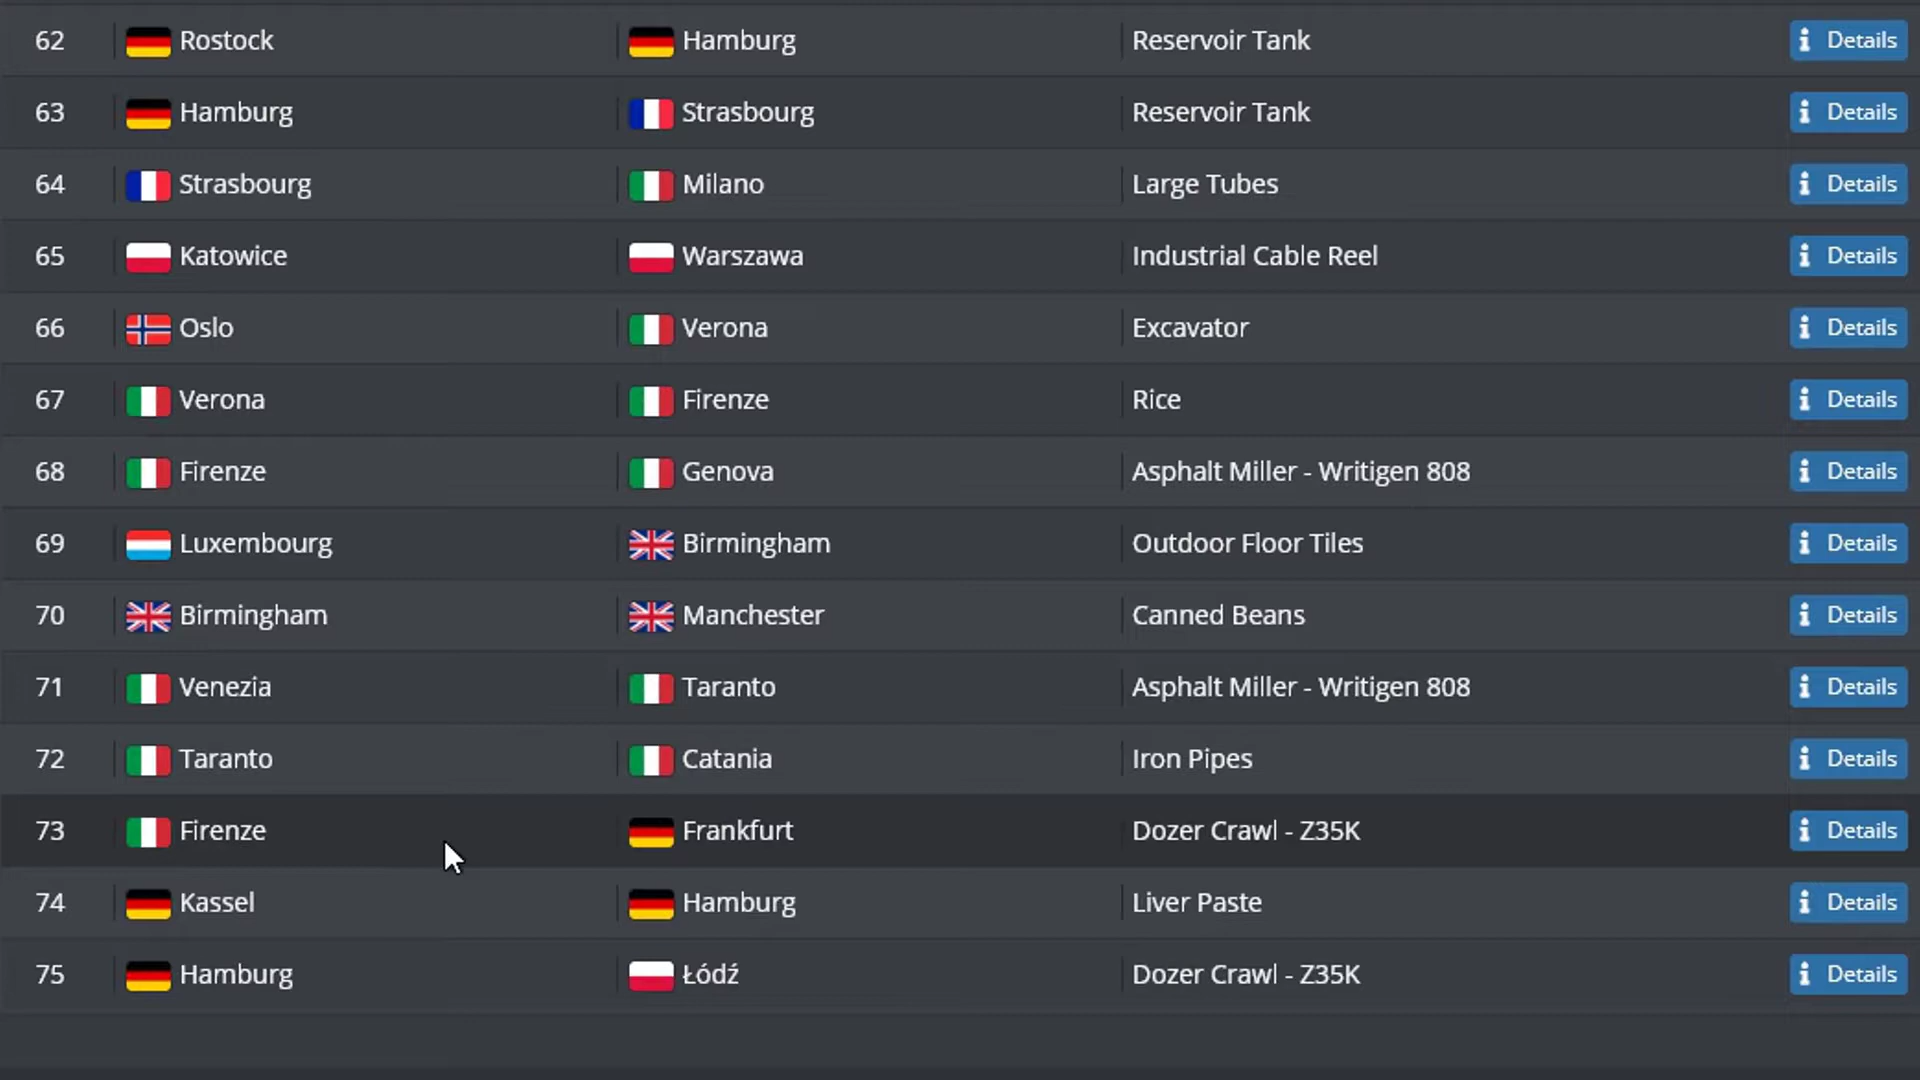 62 Rostock Hamburg Reservoir Tank Details
63 Hamburg Strasbourg Reservoir Tank Details
64 Strasbourg Milano Large Tubes Details
65 Katowice Warszawa Industrial Cable Reel Details
66 Oslo Verona Excavator Details
67 Verona Firenze Rice Details
68 Firenze Genova Asphalt Miller - Writigen 808 Details
69 Luxembourg Birmingham Outdoor Floor Tiles Details
70 Birmingham Manchester Canned Beans Details
71 Venezia Taranto Asphalt Miller - Writigen 808 Details
72 Taranto Catania Iron Pipes Details
73 Firenze Frankfurt Dozer Crawl - Z35K Details
74 Kassel Hamburg Liver Paste Details
75 Hamburg Łódź Dozer Crawl - Z35K Details